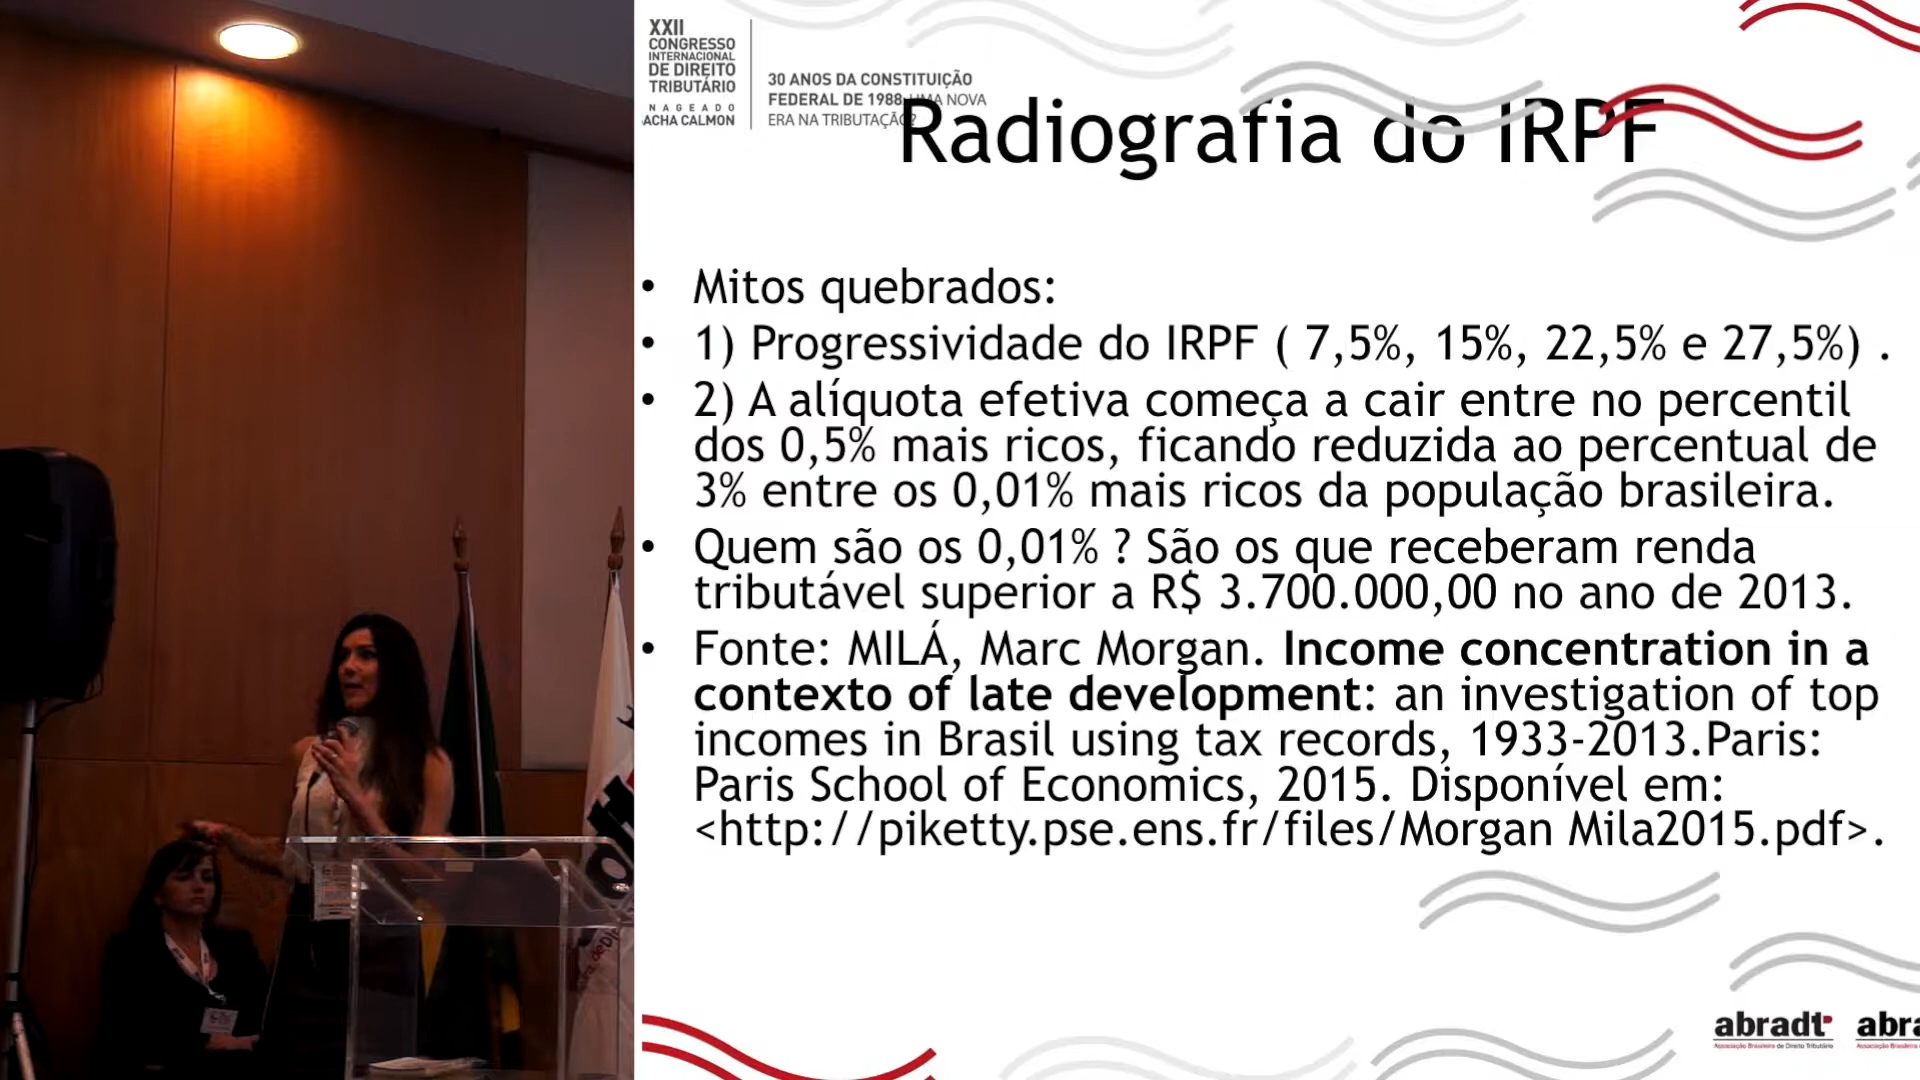 XXII
CONGRESSO
INTERNACIONAL
DE DIREITO
TRIBUTÁRIO
NAGEADO
ACHA CALMON
30 ANOS DA CONSTITUIÇÃO
FEDERAL DE 1988: UMA NOVA
ERA NA TRIBUTAÇÃO?
Radiografia do IRPF
• Mitos quebrados:
• 1) Progressividade do IRPF ( 7,5%, 15%, 22,5% e 27,5%) .
• 2) A alíquota efetiva começa a cair entre no percentil
dos 0,5% mais ricos, ficando reduzida ao percentual de
3% entre os 0,01% mais ricos da população brasileira.
• Quem são os 0,01% ? São os que receberam renda
tributável superior a R$ 3.700.000,00 no ano de 2013.
• Fonte: MILÁ, Marc Morgan. Income concentration in a
contexto of late development: an investigation of top
incomes in Brasil using tax records, 1933-2013.Paris:
Paris School of Economics, 2015. Disponível em:
<http://piketty.pse.ens.fr/files/Morgan Mila2015.pdf>.
abradt
Associação Brasileira de Direito Tributário
abra
Associação Brasileira